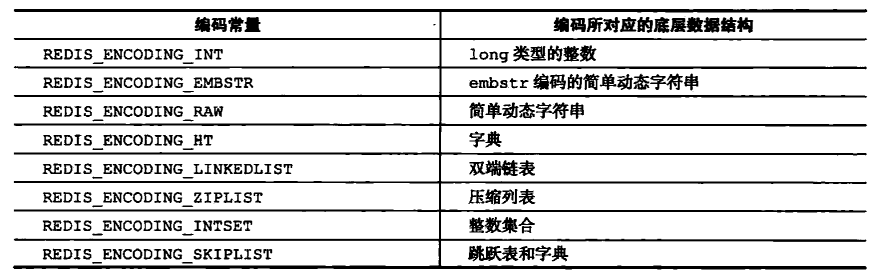 编码常量 编码所对应的底层数据结构
REDIS_ENCODING_INT long 类型的整数
REDIS_ENCODING_EMBSTR embstr 编码的简单动态字符串
REDIS_ENCODING_RAW 简单动态字符串
REDIS_ENCODING_HT 字典
REDIS_ENCODING_LINKEDLIST 双端链表
REDIS_ENCODING_ZIPLIST 压缩列表
REDIS_ENCODING_INTSET 整数集合
REDIS_ENCODING_SKIPLIST 跳跃表和字典